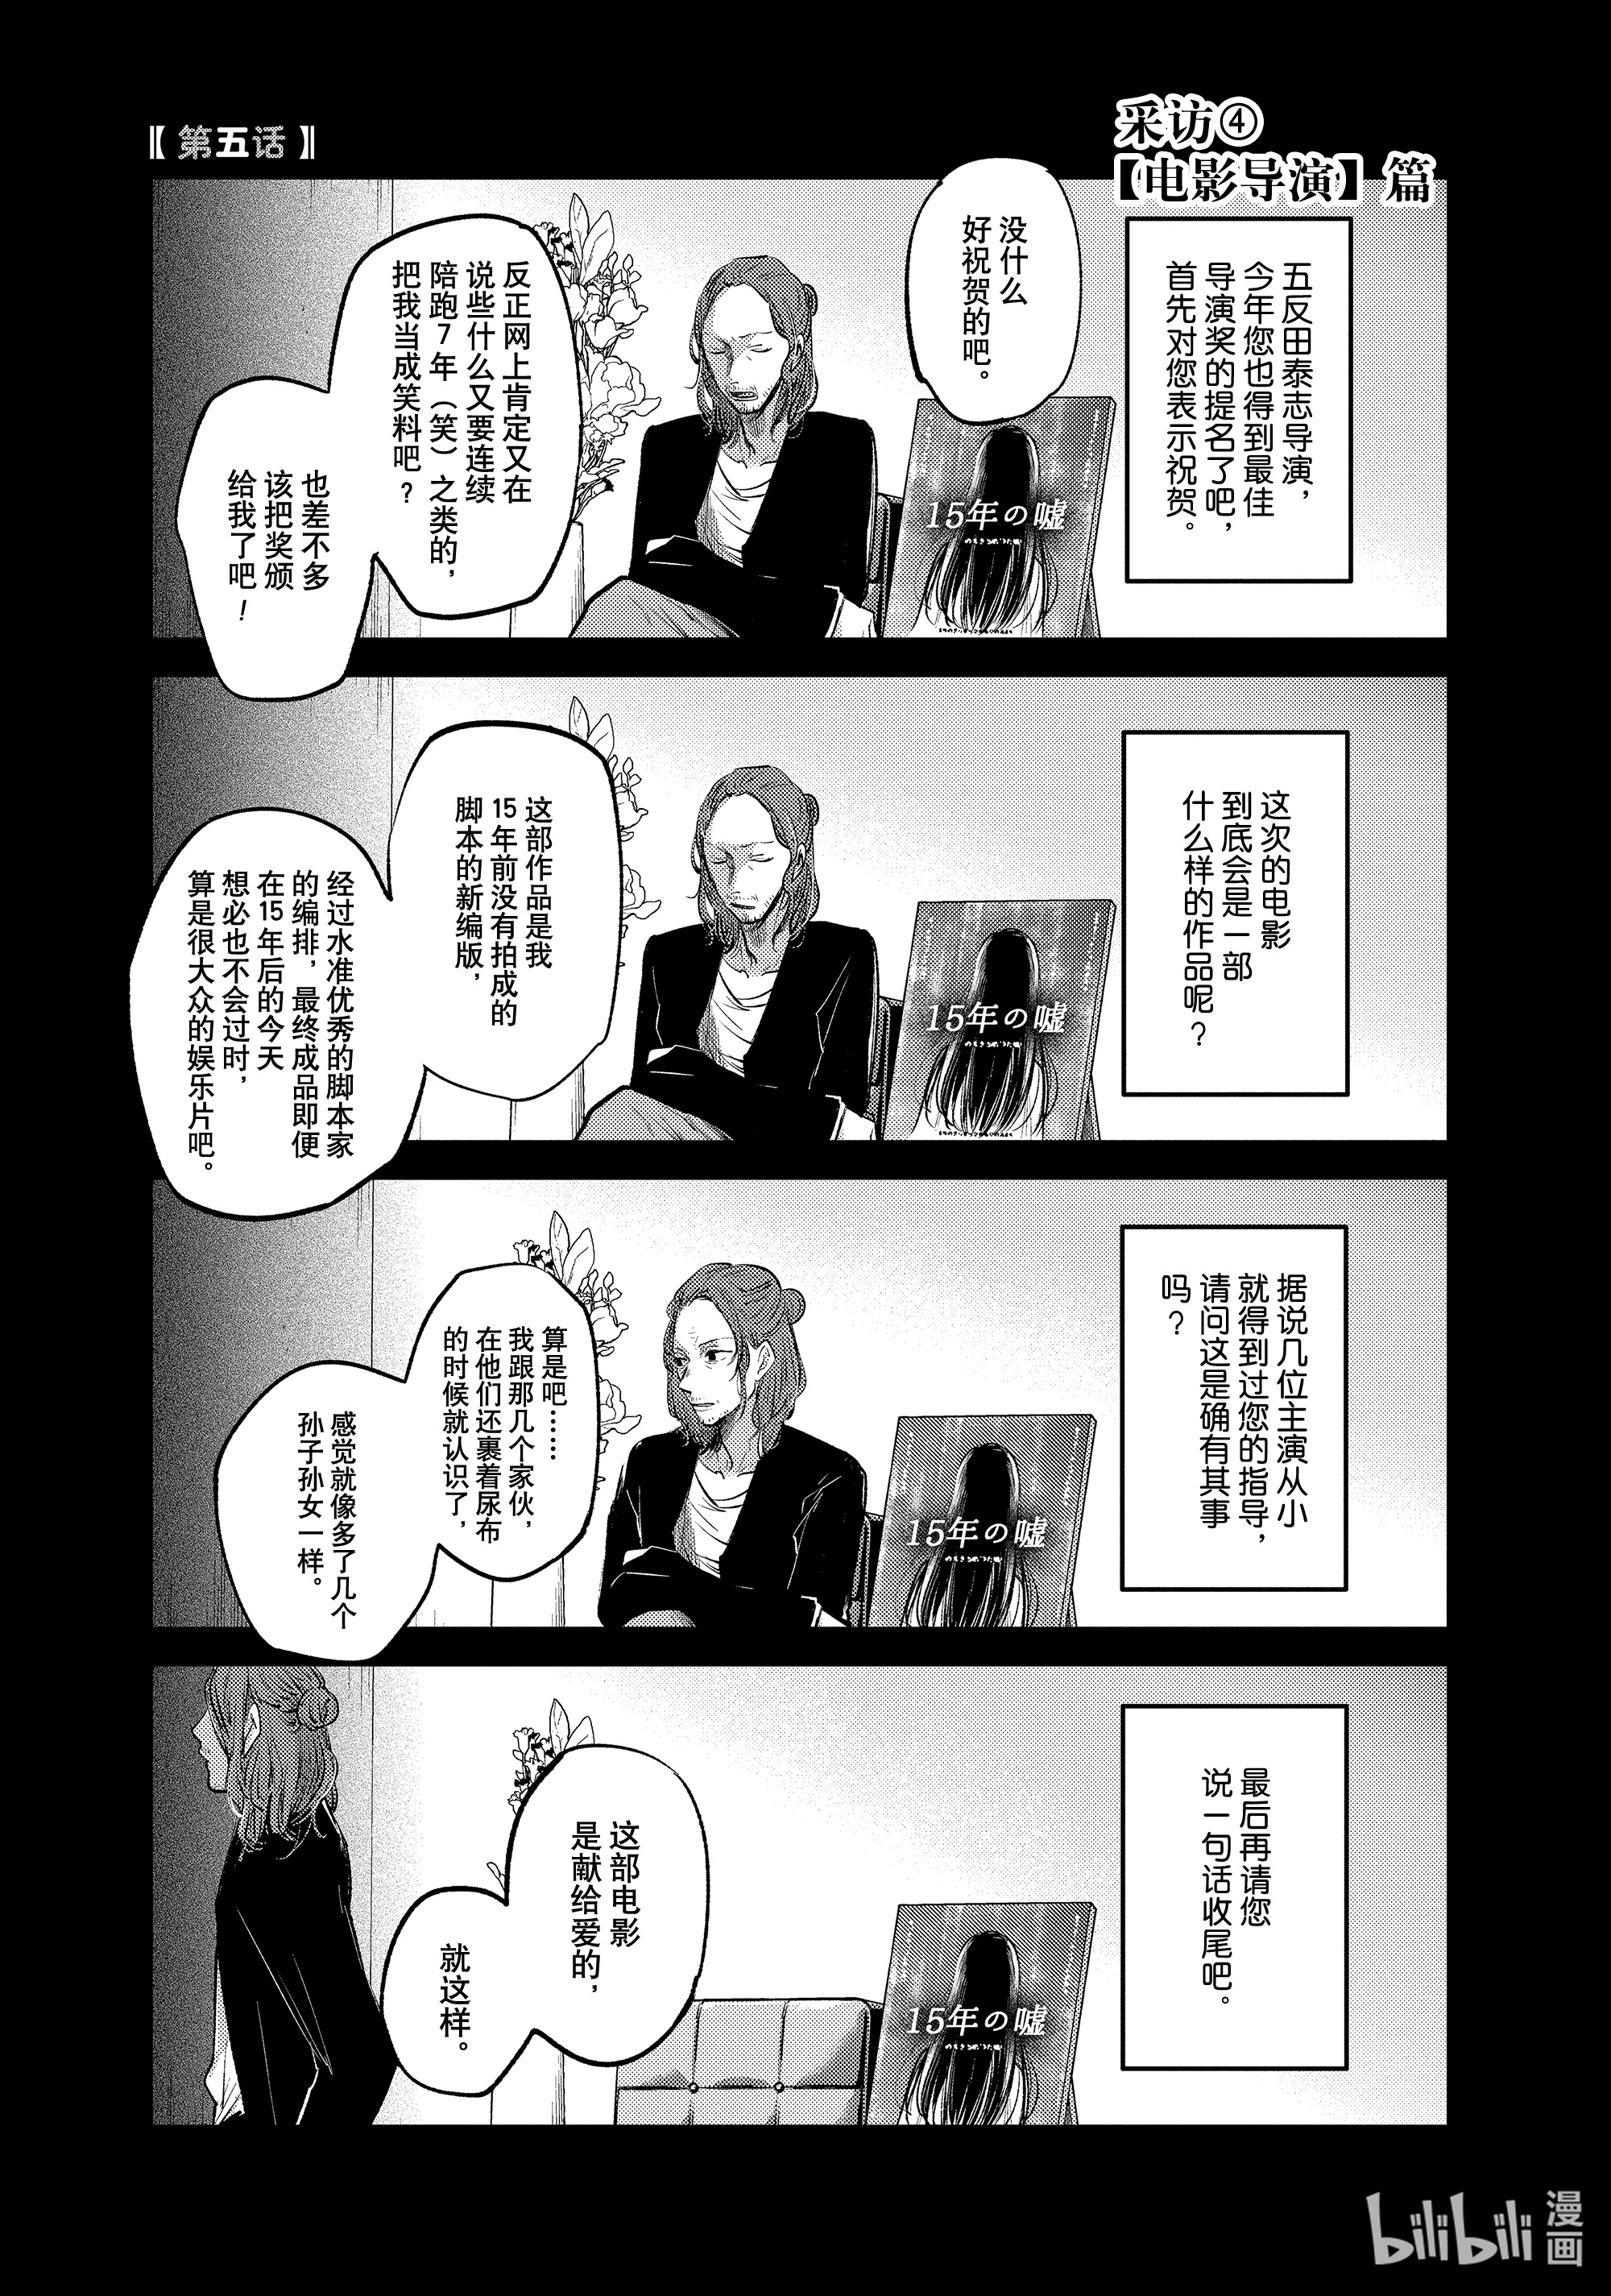 【第五话】
采访④
【电影导演】篇
五反田泰志导演，
今年您也得到最佳
导演奖的提名了吧，
首先对您表示祝贺。
没什么
好祝贺的吧。
反正网上肯定又在
说些什么又要连续
陪跑7年（笑）之类的，
把我当成笑料吧？
也差不多
该把奖颁
给我了吧！
15年の嘘
这次的电影
到底会是一部
什么样的作品呢？
这部作品是我
15年前没有拍成的
脚本的新编版，
经过水准优秀的脚本家
的编排，最终成品即便
在15年后的今天
想必也不会过时，
算是很大众的娱乐片吧。
15年の嘘
据说几位主演从小
就得到过您的指导，
请问这是确有其事
吗？
算是吧……
我跟那几个家伙，
在他们还裹着尿布
的时候就认识了，
感觉就像多了几个
孙子孙女一样。
15年の嘘
最后再请您
说一句话收尾吧。
这部电影
是献给爱的，
就这样。
15年の嘘
bilibili
漫画